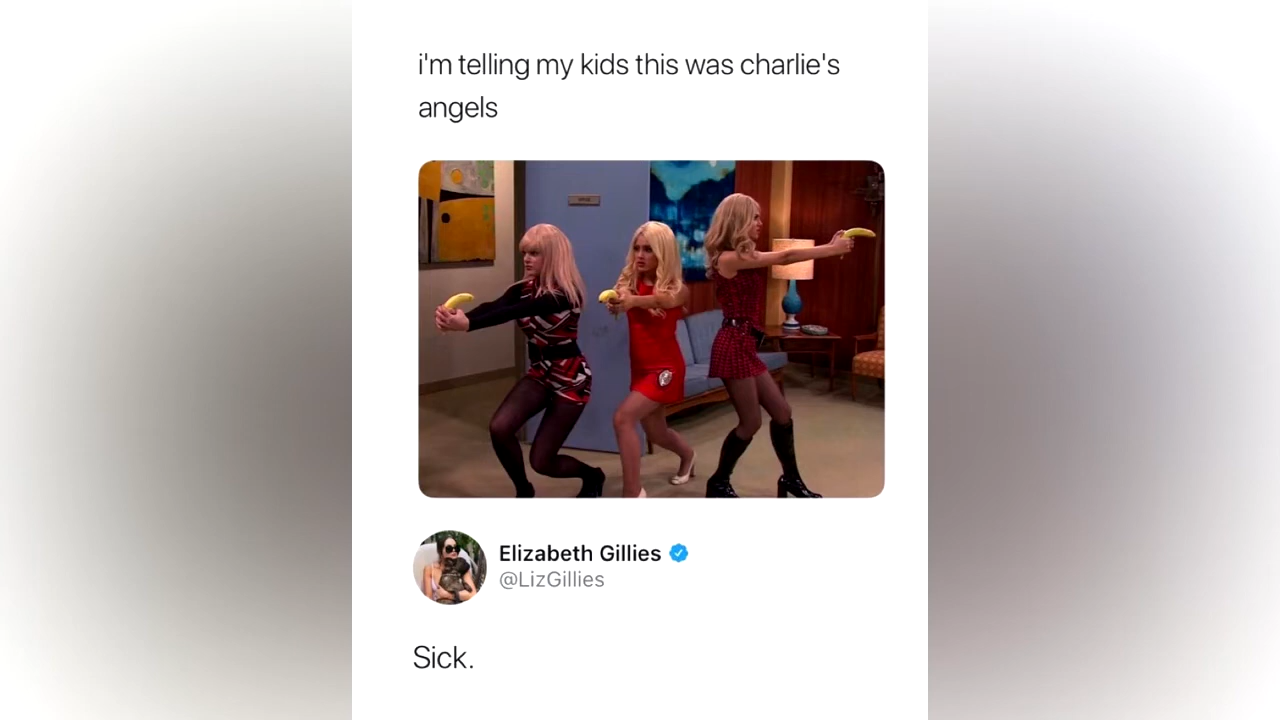 i'm telling my kids this was charlie's
angels
Elizabeth Gillies
@LizGillies
Sick.